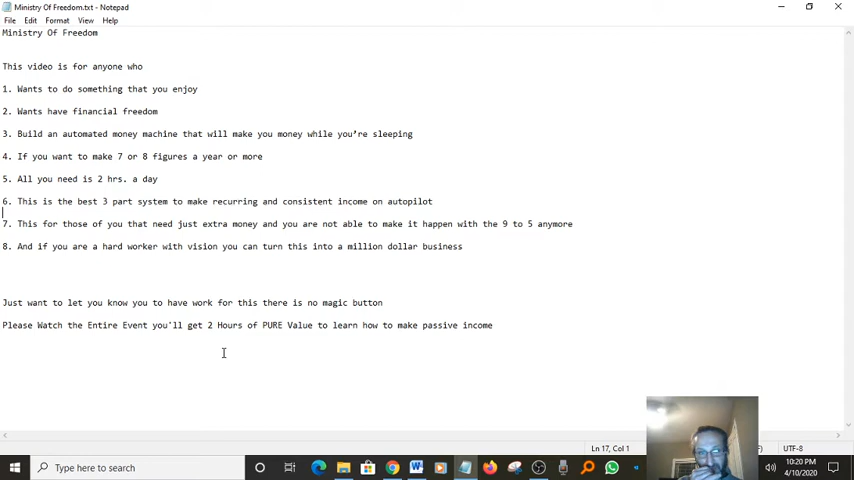 Ministry Of Freedom.txt - Notepad
File Edit Format View Help
Ministry Of Freedom
This video is for anyone who
1. Wants to do something that you enjoy
2. Wants have financial freedom
3. Build an automated money machine that will make you money while you're sleeping
4. If you want to make 7 or 8 figures a year or more
5. All you need is 2 hrs. a day
6. This is the best 3 part system to make recurring and consistent income on autopilot
7. This for those of you that need just extra money and you are not able to make it happen with the 9 to 5 anymore
8. And if you are a hard worker with vision you can turn this into a million dollar business
Just want to let you know you to have work for this there is no magic button
Please Watch the Entire Event you'll get 2 Hours of PURE Value to learn how to make passive income
Ln 17, Col 1 UTF-8
Type here to search
10:20 PM
4/10/2020